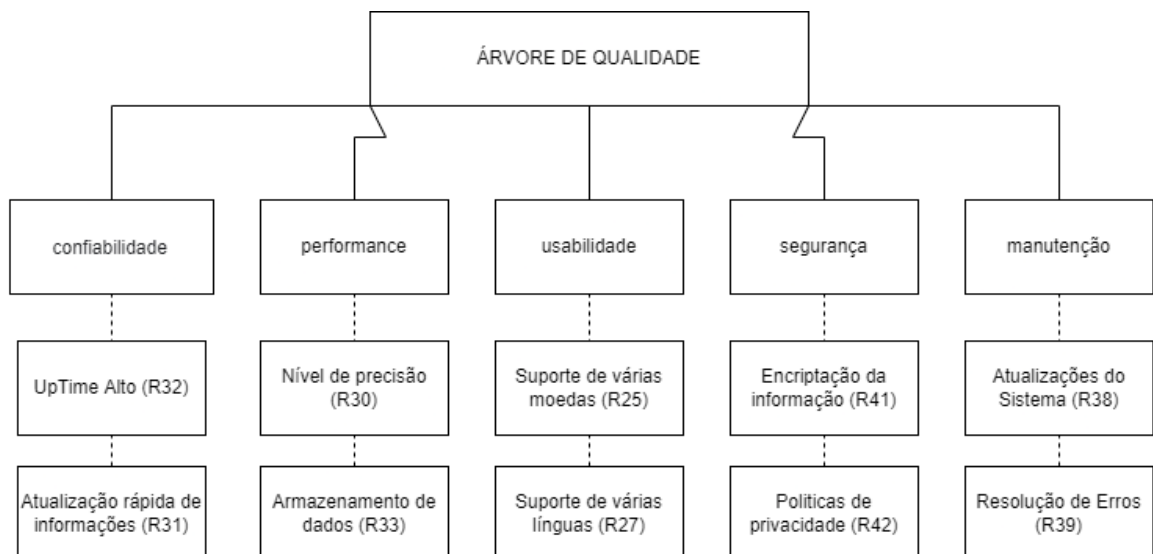 ÁRVORE DE QUALIDADE
confiabilidade
performance
usabilidade
segurança
manutenção
UpTime Alto (R32)
Nível de precisão
(R30)
Suporte de várias
moedas (R25)
Encriptação da
informação (R41)
Atualizações do
Sistema (R38)
Atualização rápida de
informações (R31)
Armazenamento de
dados (R33)
Suporte de várias
línguas (R27)
Politicas de
privacidade (R42)
Resolução de Erros
(R39)